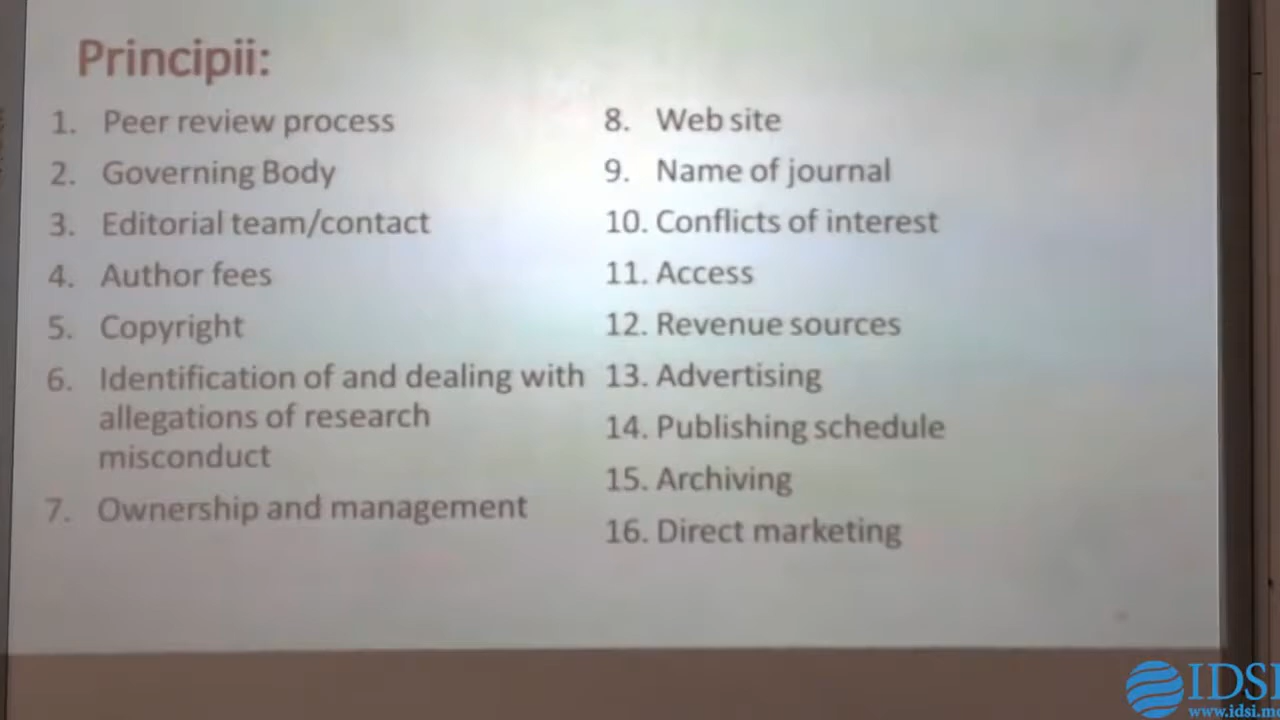 Principii:
1. Peer review process
2. Governing Body
3. Editorial team/contact
4. Author fees
5. Copyright
6. Identification of and dealing with
allegations of research
misconduct
7. Ownership and management
8. Web site
9. Name of journal
10. Conflicts of interest
11. Access
12. Revenue sources
13. Advertising
14. Publishing schedule
15. Archiving
16. Direct marketing
IDSI